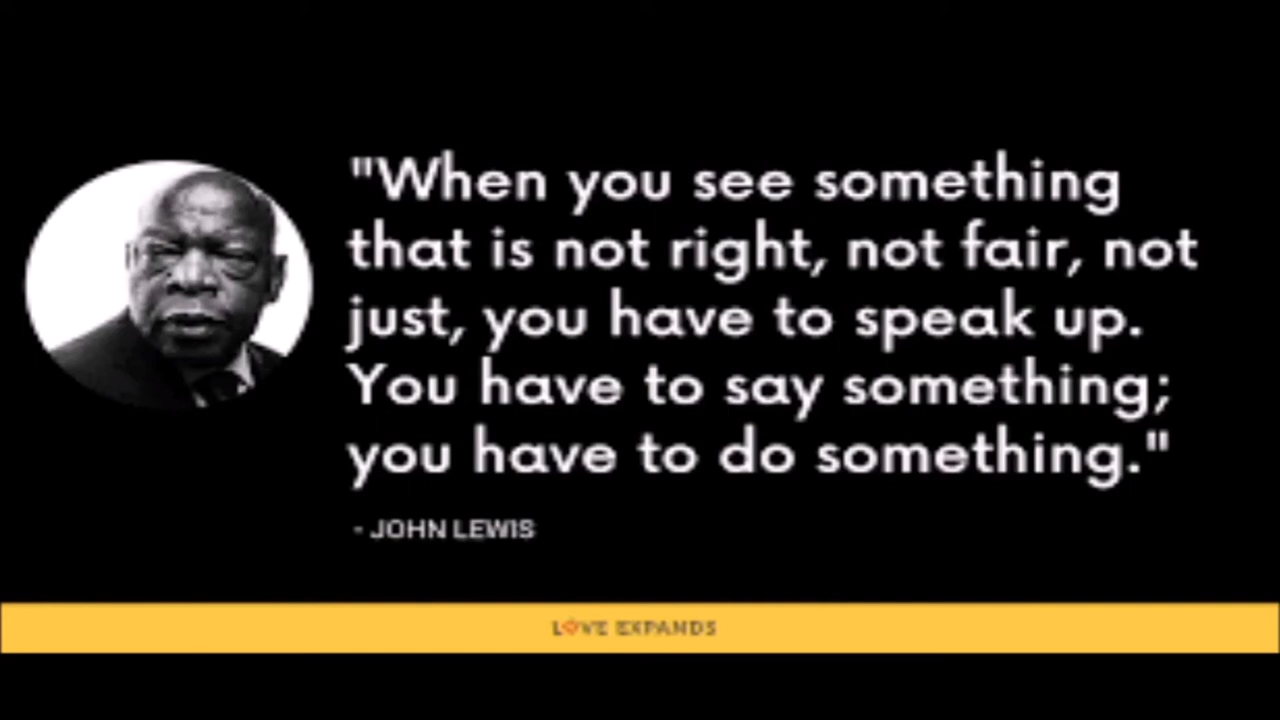 "When you see something
that is not right, not fair, not
just, you have to speak up.
You have to say something;
you have to do something."
- JOHN LEWIS
LOVE EXPANDS